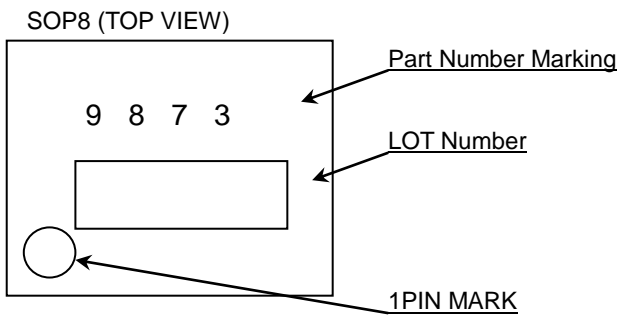 SOP8 (TOP VIEW)
Part Number Marking
9 8 7 3
LOT Number
1PIN MARK